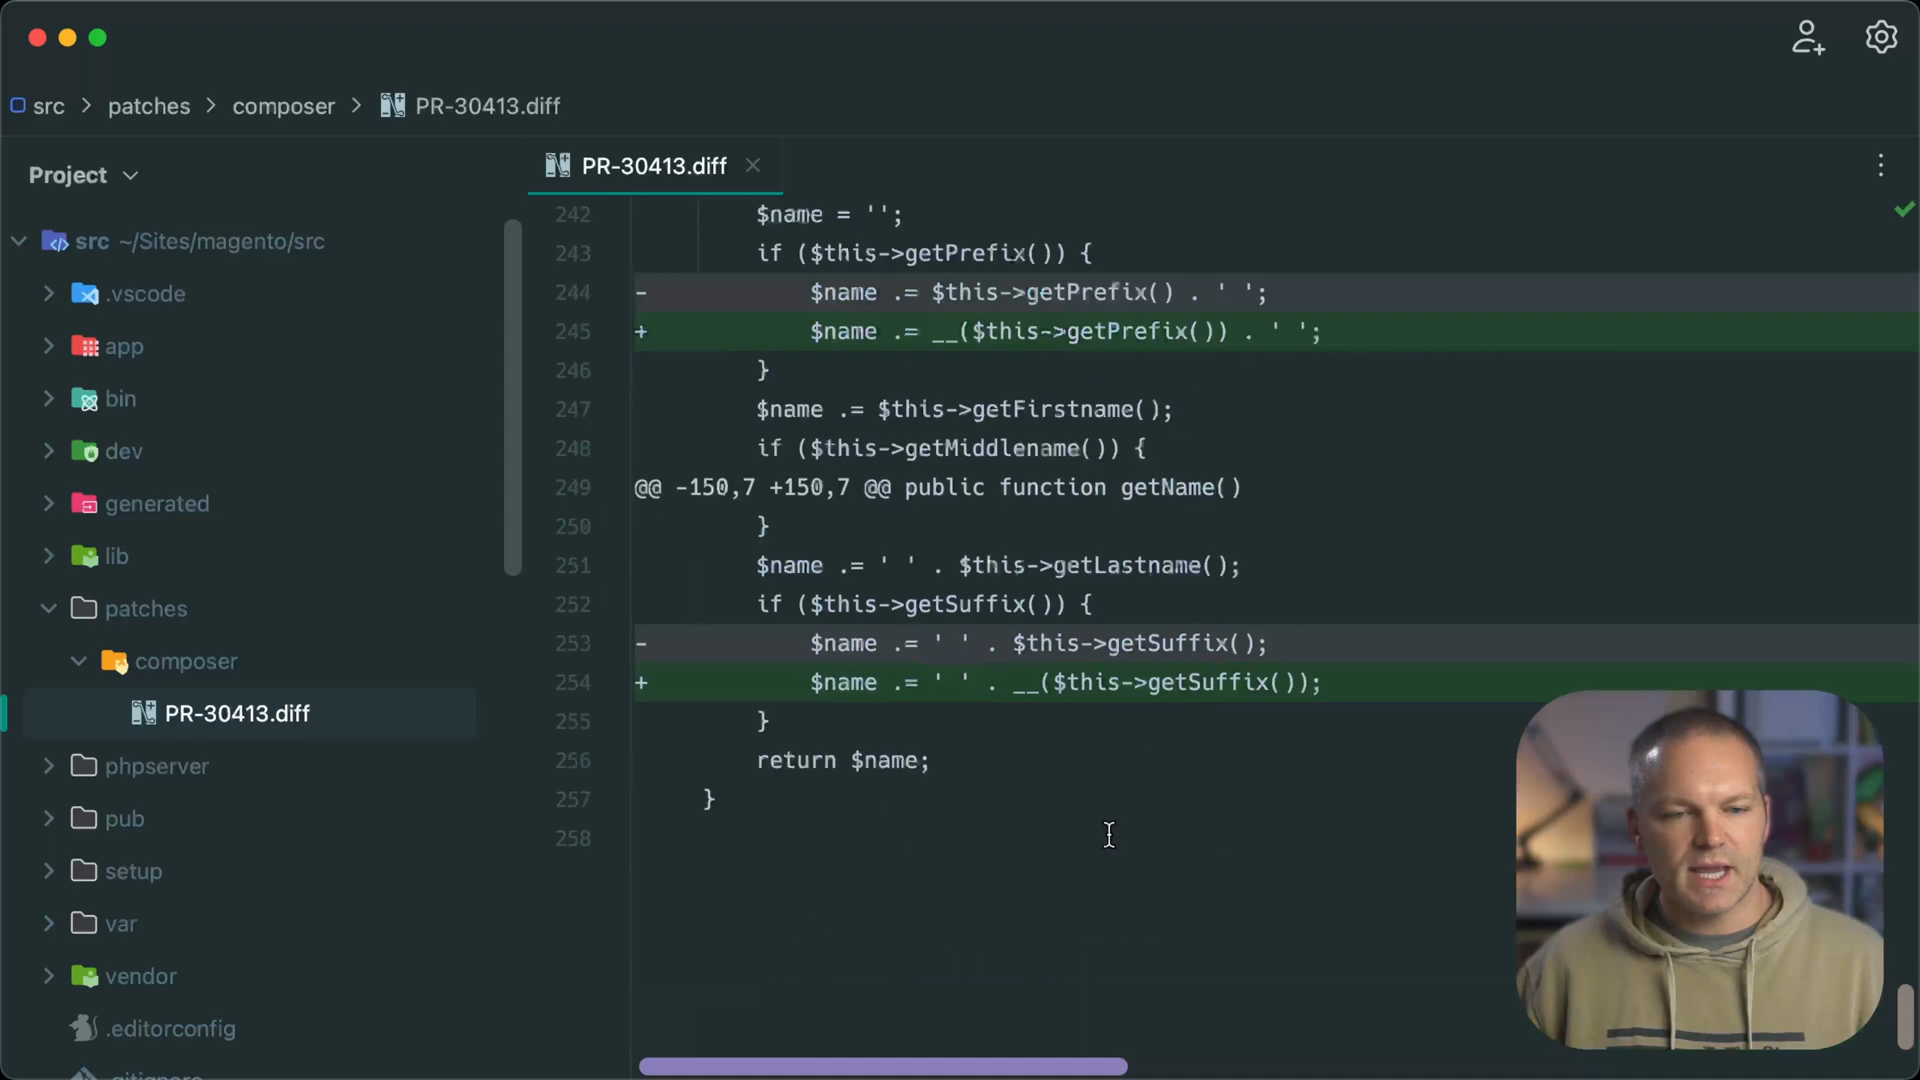 src > patches > composer > PR-30413.diff
Project
PR-30413.diff
src ~/Sites/magento/src
.vscode
app
bin
dev
generated
lib
patches
composer
PR-30413.diff
phpserver
pub
setup
var
vendor
.editorconfig
.gitignore
242 $name = '';
243 if ($this->getPrefix()) {
244 - $name .= $this->getPrefix() . ' ';
245 + $name .= __($this->getPrefix()) . ' ';
246 }
247 $name .= $this->getFirstname();
248 if ($this->getMiddlename()) {
249 @@ -150,7 +150,7 @@ public function getName()
250 }
251 $name .= ' ' . $this->getLastname();
252 if ($this->getSuffix()) {
253 - $name .= ' ' . $this->getSuffix();
254 + $name .= ' ' . __($this->getSuffix());
255 }
256 return $name;
257 }
258